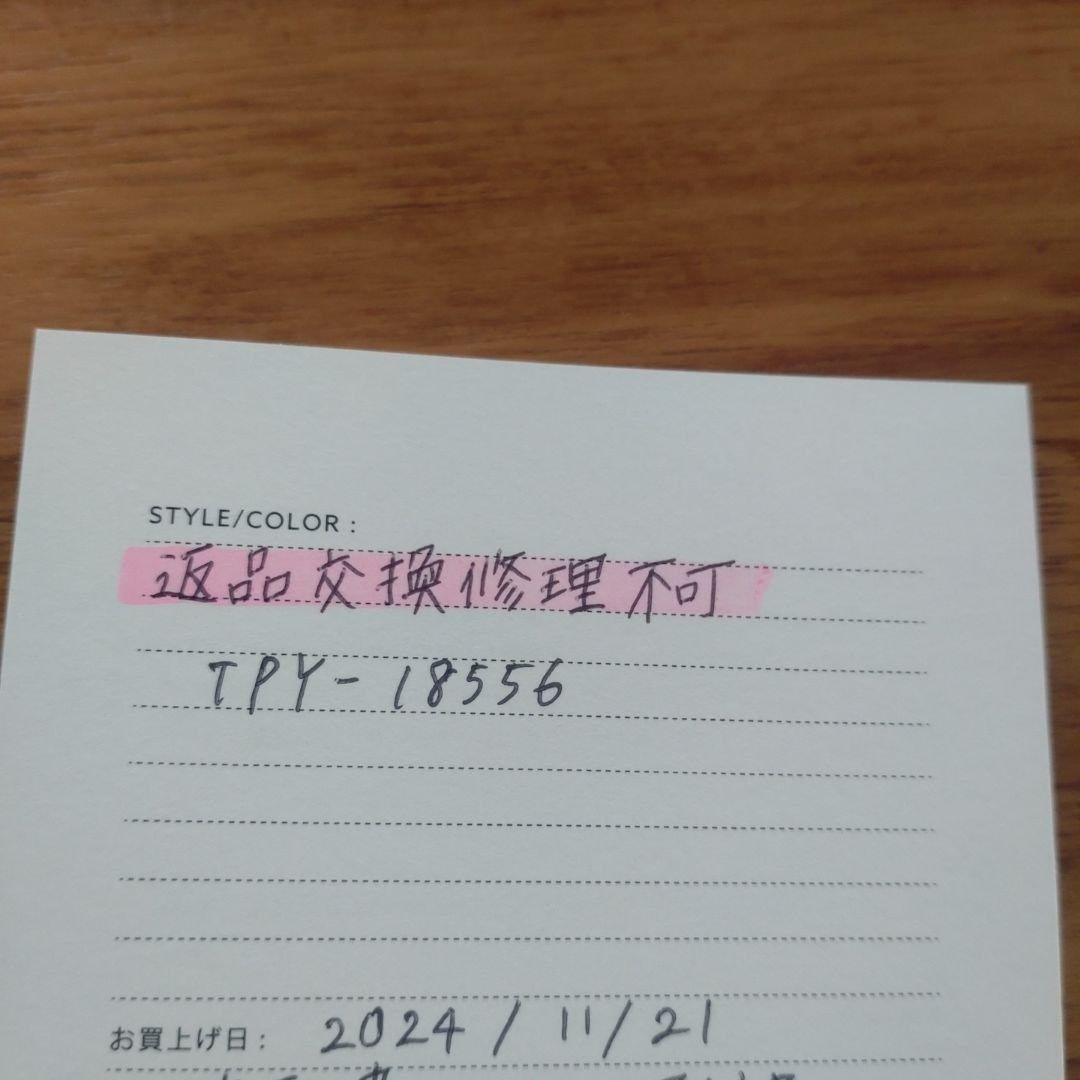 STYLE/COLOR :
返品交換修理不可
TPY-18556
お買上げ日 : 2024/11/21